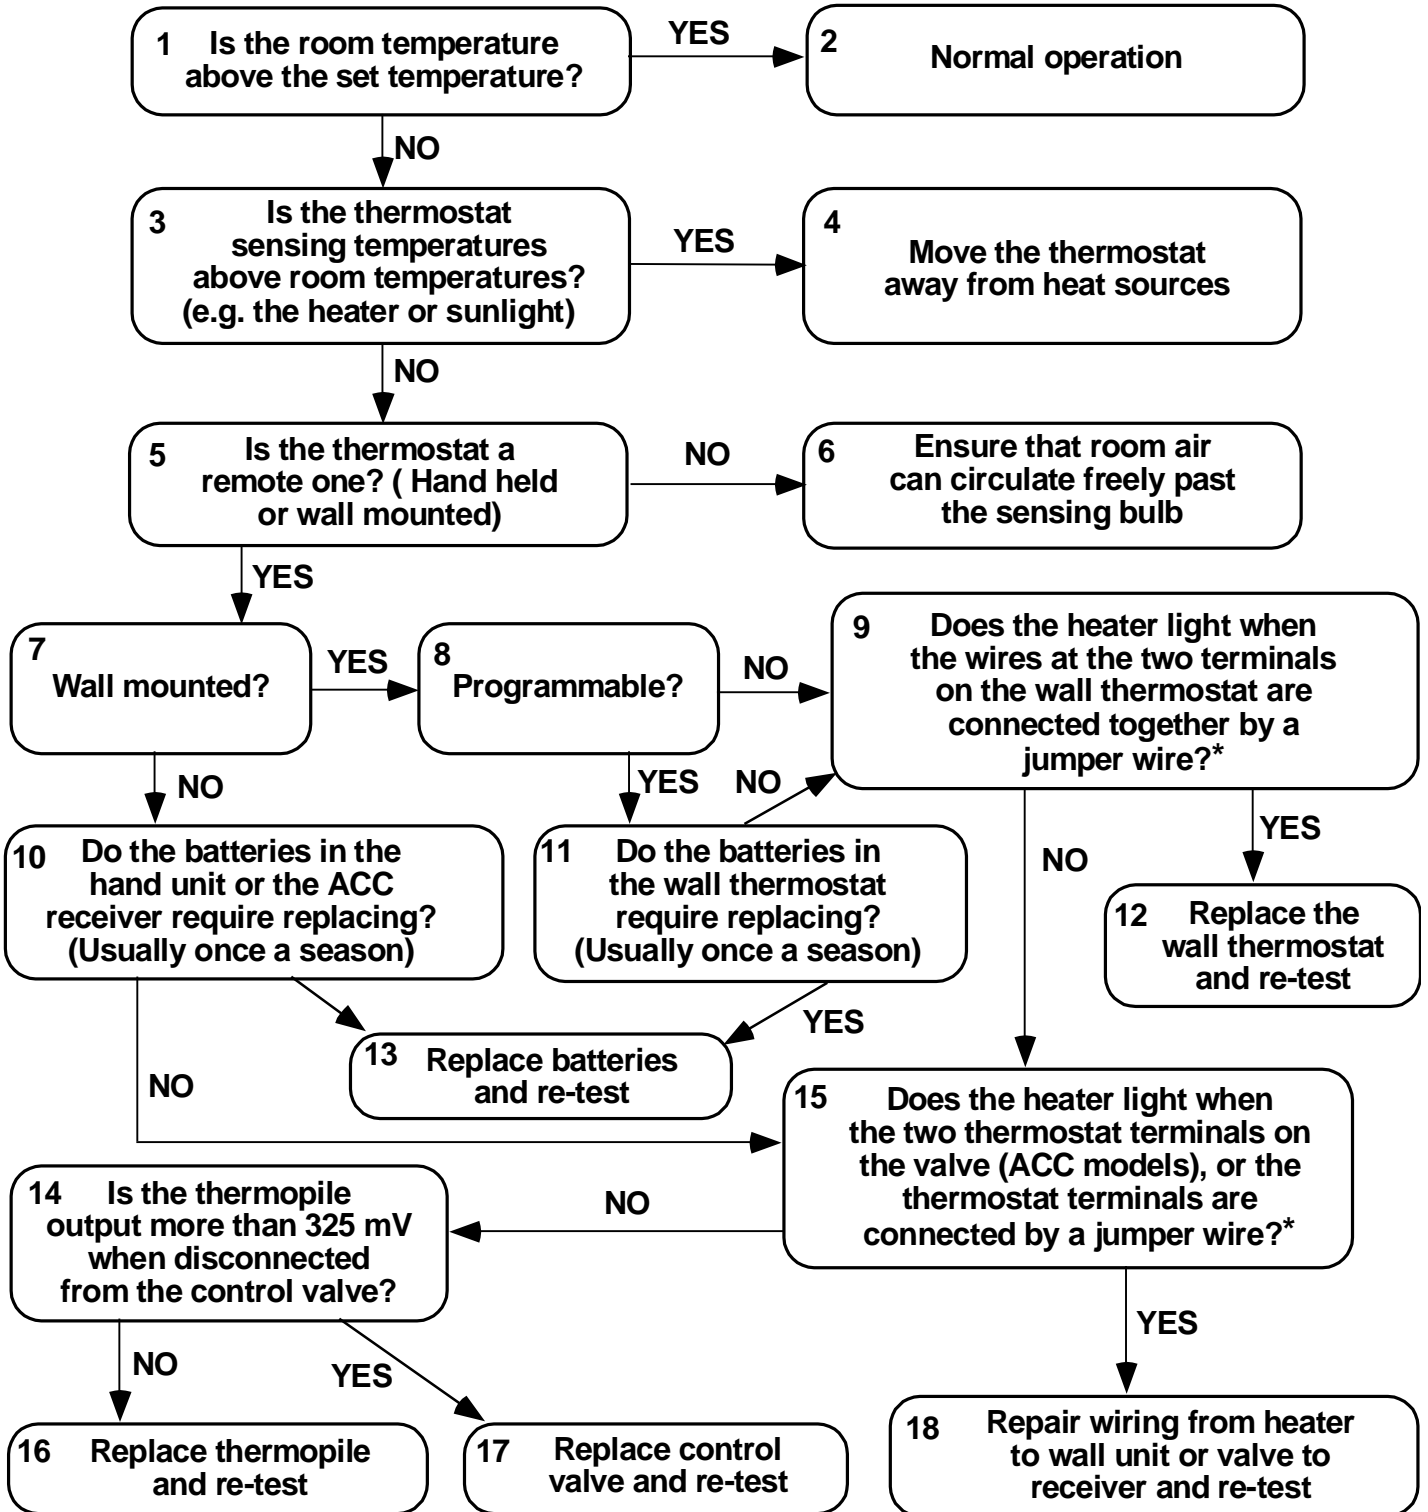 1 Is the room temperature
above the set temperature?
YES
2 Normal operation
NO
3 Is the thermostat
sensing temperatures
above room temperatures?
(e.g. the heater or sunlight)
YES
4 Move the thermostat
away from heat sources
NO
5 Is the thermostat a
remote one? ( Hand held
or wall mounted)
NO
6 Ensure that room air
can circulate freely past
the sensing bulb
YES
7 Wall mounted?
YES
8 Programmable?
NO
9 Does the heater light when
the wires at the two terminals
on the wall thermostat are
connected together by a
jumper wire?*
NO
YES
NO
10 Do the batteries in the
hand unit or the ACC
receiver require replacing?
(Usually once a season)
11 Do the batteries in
the wall thermostat
require replacing?
(Usually once a season)
NO
YES
12 Replace the
wall thermostat
and re-test
YES
13 Replace batteries
and re-test
NO
15 Does the heater light when
the two thermostat terminals on
the valve (ACC models), or the
thermostat terminals are
connected by a jumper wire?*
NO
14 Is the thermopile
output more than 325 mV
when disconnected
from the control valve?
YES
NO
YES
16 Replace thermopile
and re-test
17 Replace control
valve and re-test
18 Repair wiring from heater
to wall unit or valve to
receiver and re-test